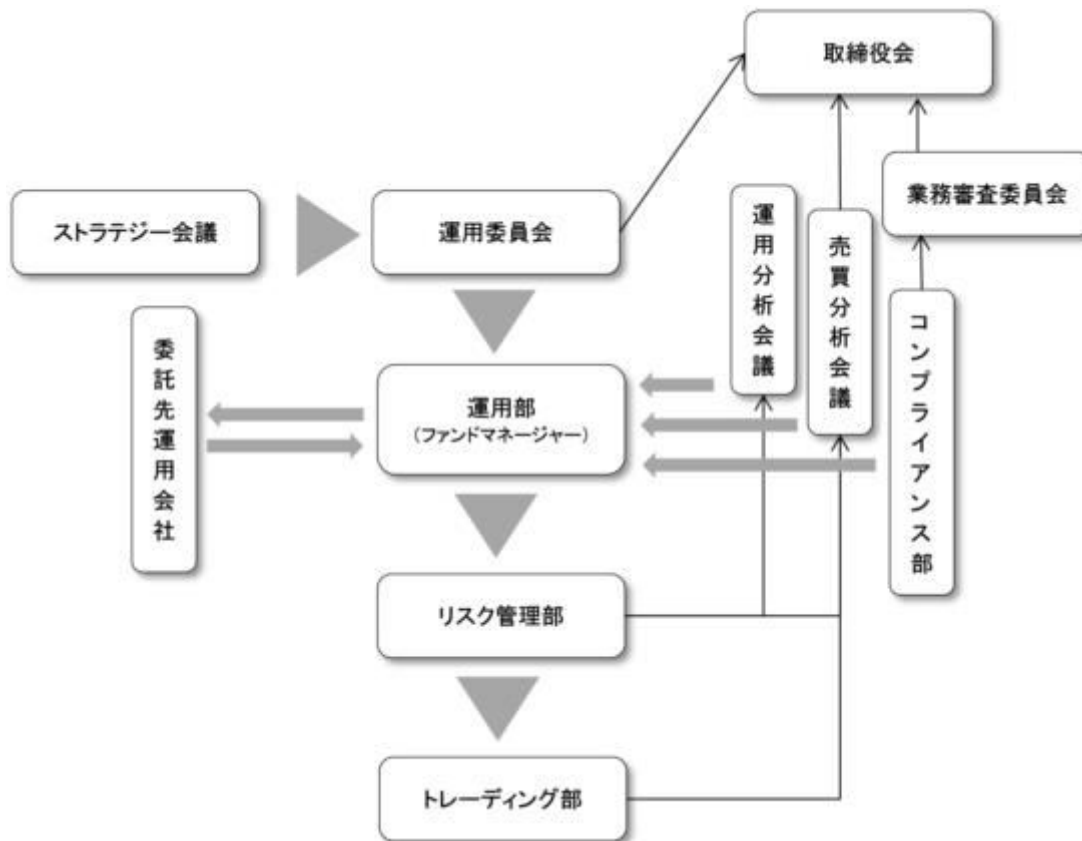 取締役会
業務審査委員会
ストラテジー会議
運用委員会
運用分析会議
売買分析会議
コンプライアンス部
委託先運用会社
運用部
（ファンドマネージャー）
リスク管理部
トレーディング部